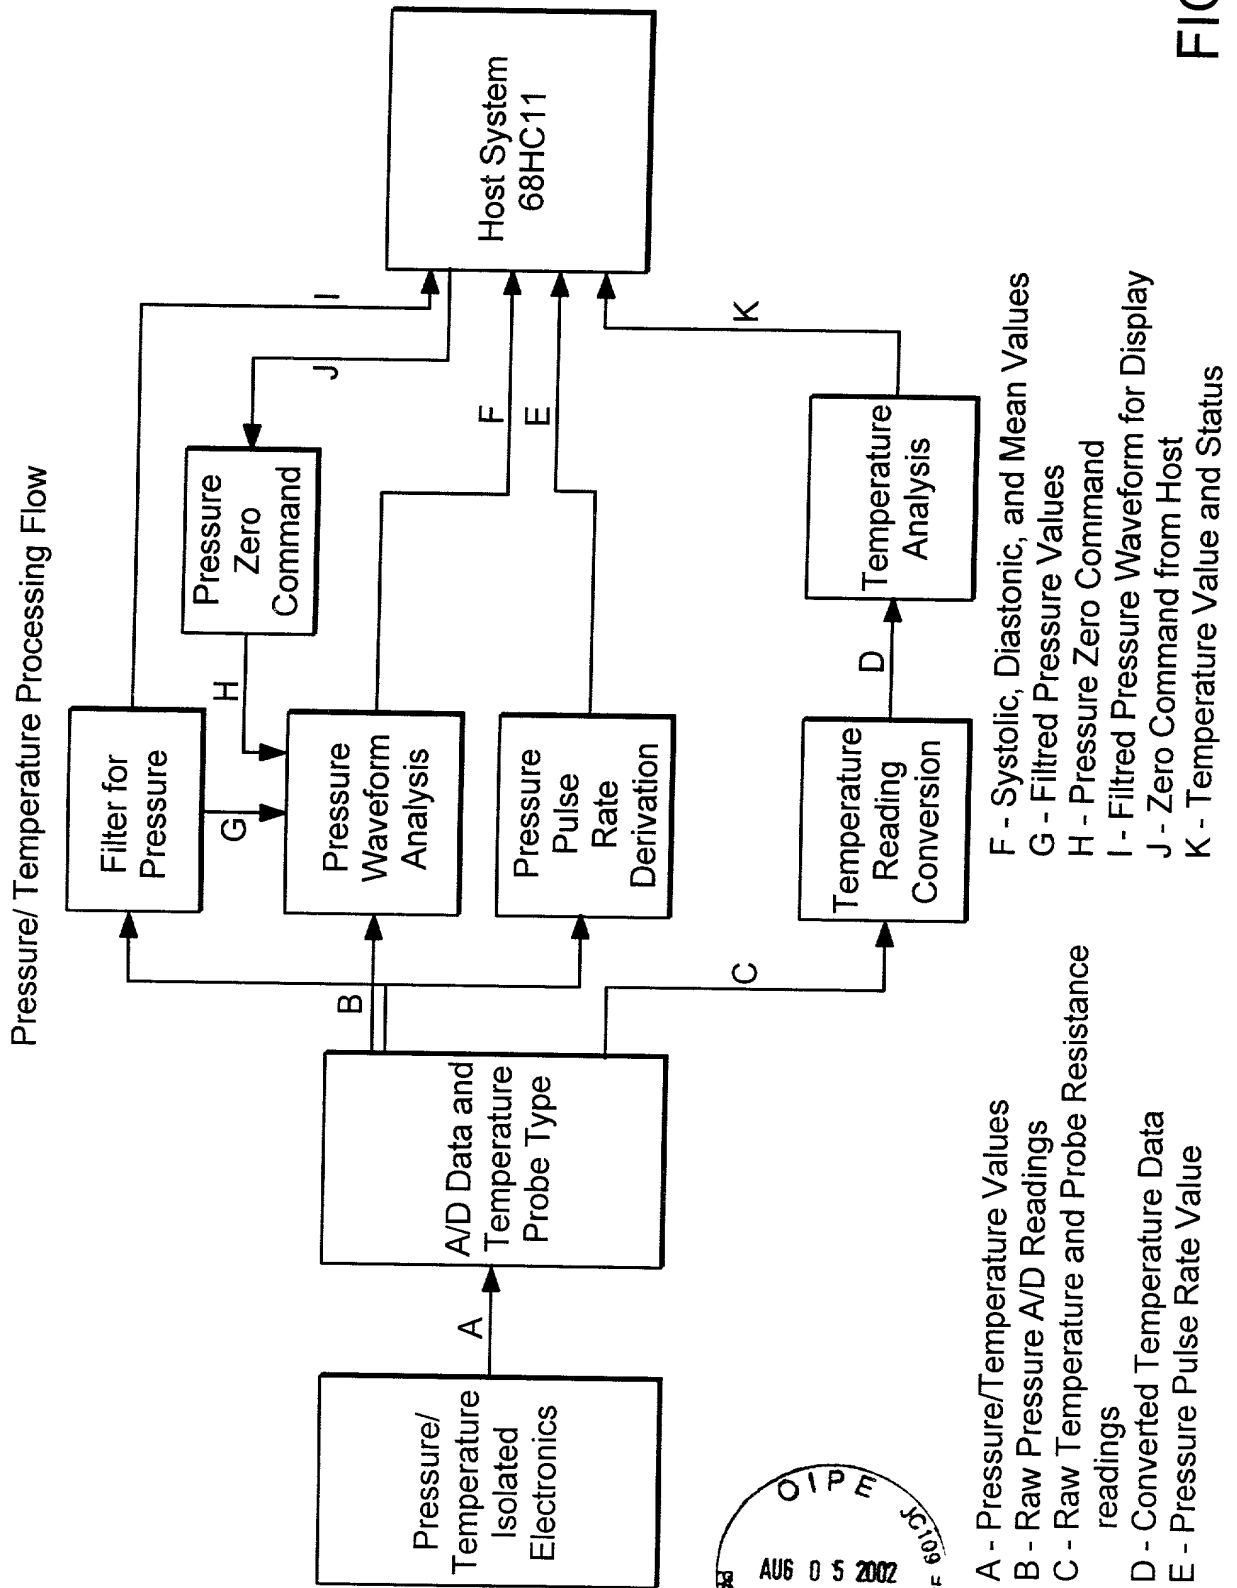 Pressure/ Temperature Processing Flow
Pressure/
Temperature
Isolated
Electronics
A
A/D Data and
Temperature
Probe Type
B
C
Filter for
Pressure
G
H
Pressure
Zero
Command
Pressure
Waveform
Analysis
Pressure
Pulse
Rate
Derivation
Temperature
Reading
Conversion
D
Temperature
Analysis
I
J
F
E
K
Host System
68HC11
A - Pressure/Temperature Values
B - Raw Pressure A/D Readings
C - Raw Temperature and Probe Resistance
readings
D - Converted Temperature Data
E - Pressure Pulse Rate Value
F - Systolic, Diastonic, and Mean Values
G - Filtred Pressure Values
H - Pressure Zero Command
I - Filtred Pressure Waveform for Display
J - Zero Command from Host
K - Temperature Value and Status
OIPE
AUG 05 2002